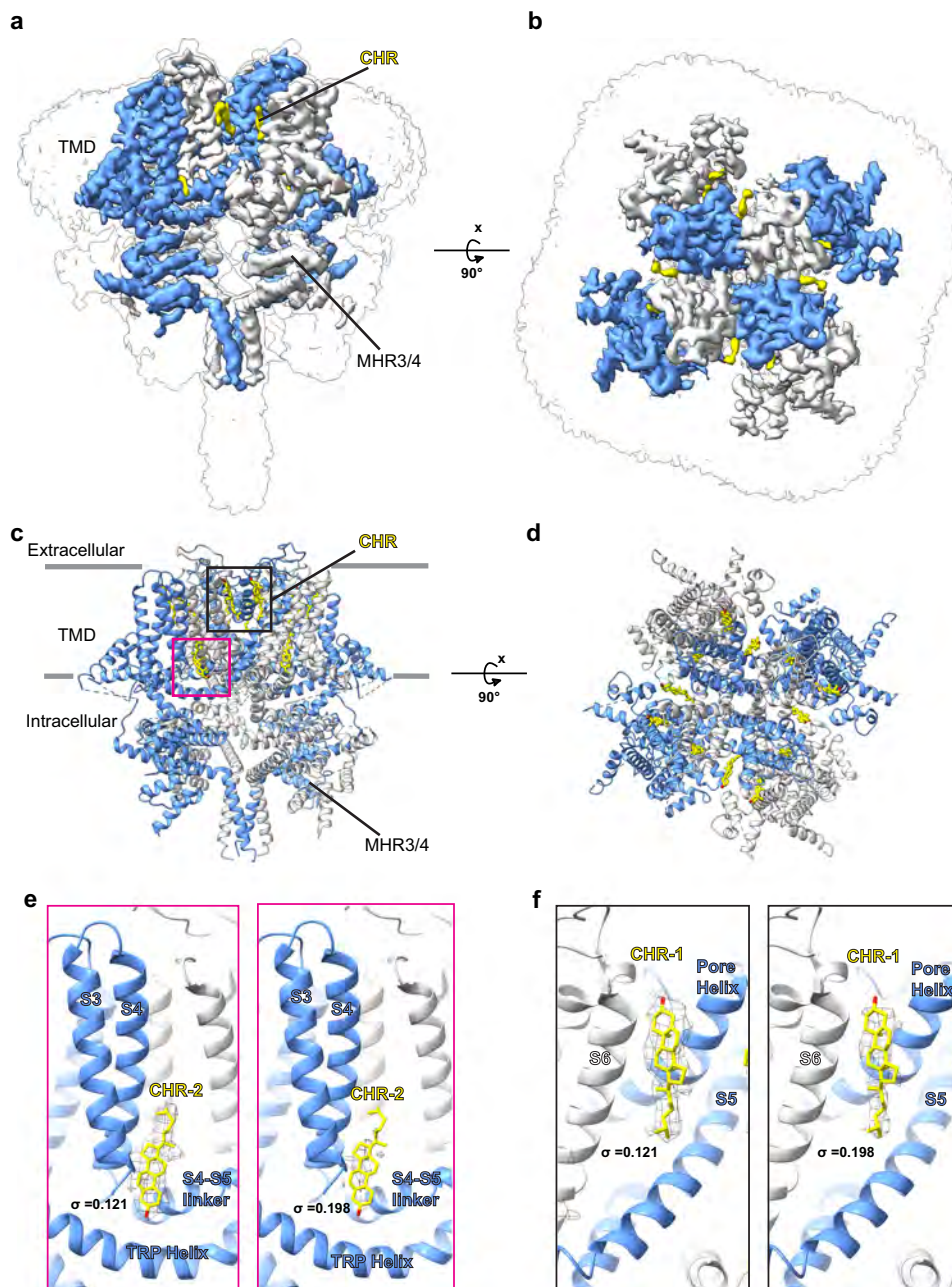 a
b
CHR
TMD
x
90°
MHR3/4
c
d
Extracellular
CHR
TMD
x
90°
Intracellular
MHR3/4
e
S3
S4
CHR-2
σ =0.121
S4-S5
linker
TRP Helix
S3
S4
CHR-2
σ =0.198
S4-S5
linker
TRP Helix
f
CHR-1
Pore
Helix
S6
S5
σ =0.121
CHR-1
Pore
Helix
S6
S5
σ =0.198